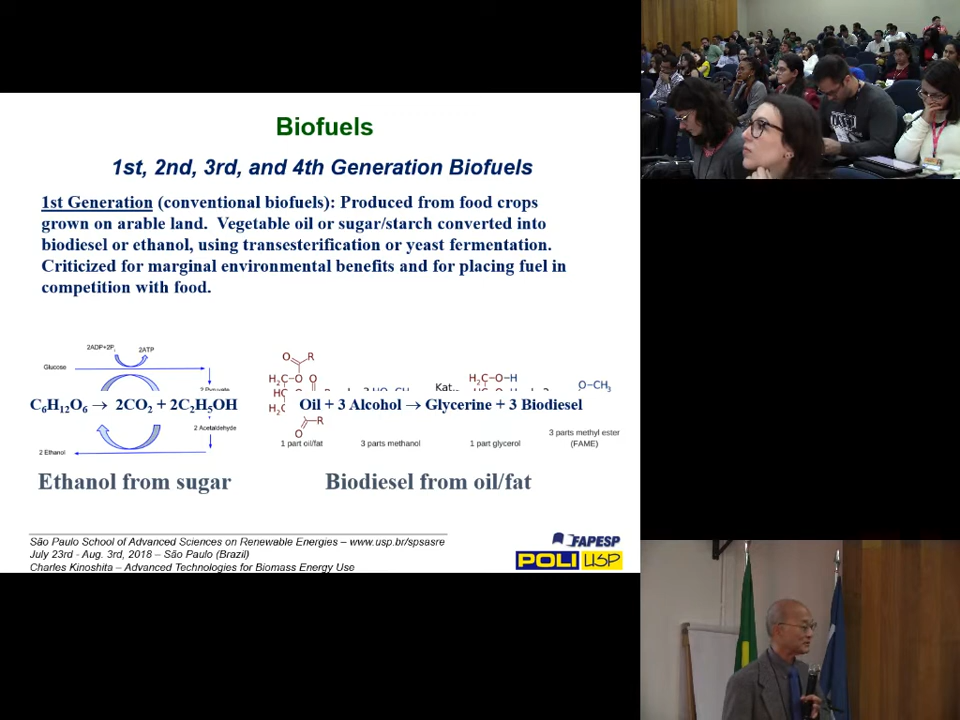 Biofuels
1st, 2nd, 3rd, and 4th Generation Biofuels
1st Generation (conventional biofuels): Produced from food crops
grown on arable land. Vegetable oil or sugar/starch converted into
biodiesel or ethanol, using transesterification or yeast fermentation.
Criticized for marginal environmental benefits and for placing fuel in
competition with food.
2ADP+2Pi 2ATP
Glucose
C6H12O6 → 2CO2 + 2C2H5OH
2 Acetaldehyde
2 Ethanol
Ethanol from sugar
O R
H2C-O O
H2C-O-H
Kat.
O-CH3
Oil + 3 Alcohol → Glycerine + 3 Biodiesel
O R
1 part oil/fat
3 parts methanol
1 part glycerol
3 parts methyl ester
(FAME)
Biodiesel from oil/fat
São Paulo School of Advanced Sciences on Renewable Energies – www.usp.br/spsasre
July 23rd - Aug. 3rd, 2018 – São Paulo (Brazil)
Charles Kinoshita – Advanced Technologies for Biomass Energy Use
FAPESP
POLI USP